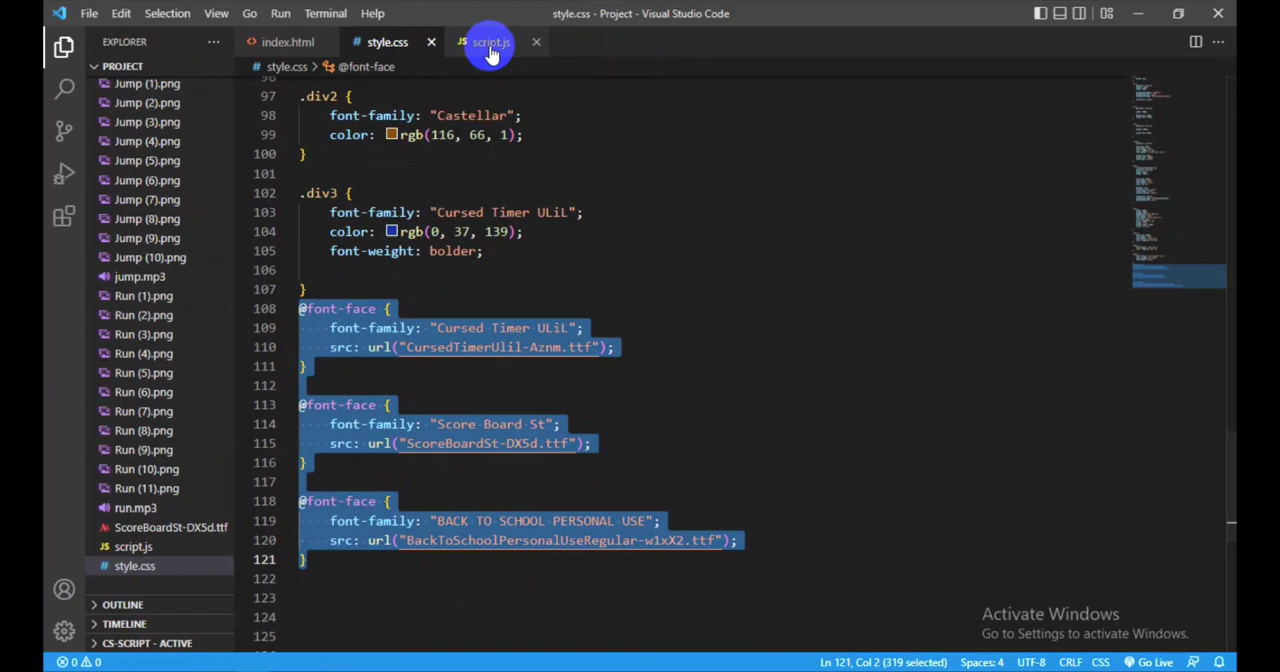 File Edit Selection View Go Run Terminal Help
style.css - Project - Visual Studio Code
EXPLORER
index.html
style.css
JS script.js
PROJECT
# style.css > @font-face
Jump (1).png
Jump (2).png
Jump (3).png
Jump (4).png
Jump (5).png
Jump (6).png
Jump (7).png
Jump (8).png
Jump (9).png
Jump (10).png
jump.mp3
Run (1).png
Run (2).png
Run (3).png
Run (4).png
Run (5).png
Run (6).png
Run (7).png
Run (8).png
Run (9).png
Run (10).png
Run (11).png
run.mp3
ScoreBoardSt-DX5d.ttf
JS script.js
# style.css
OUTLINE
TIMELINE
CS-SCRIPT - ACTIVE
97 .div2 {
98 font-family: "Castellar";
99 color: rgb(116, 66, 1);
100 }
101
102 .div3 {
103 font-family: "Cursed Timer ULiL";
104 color: rgb(0, 37, 139);
105 font-weight: bolder;
106
107 }
108 @font-face {
109 font-family: "Cursed Timer ULiL";
110 src: url("CursedTimerUlil-Aznm.ttf");
111 }
112
113 @font-face {
114 font-family: "Score Board St";
115 src: url("ScoreBoardSt-DX5d.ttf");
116 }
117
118 @font-face {
119 font-family: "BACK TO SCHOOL PERSONAL USE";
120 src: url("BackToSchoolPersonalUseRegular-w1xX2.ttf");
121 }
122
123
124
125
Activate Windows
Go to Settings to activate Windows.
0 0 Ln 121, Col 2 (319 selected) Spaces: 4 UTF-8 CRLF CSS Go Live